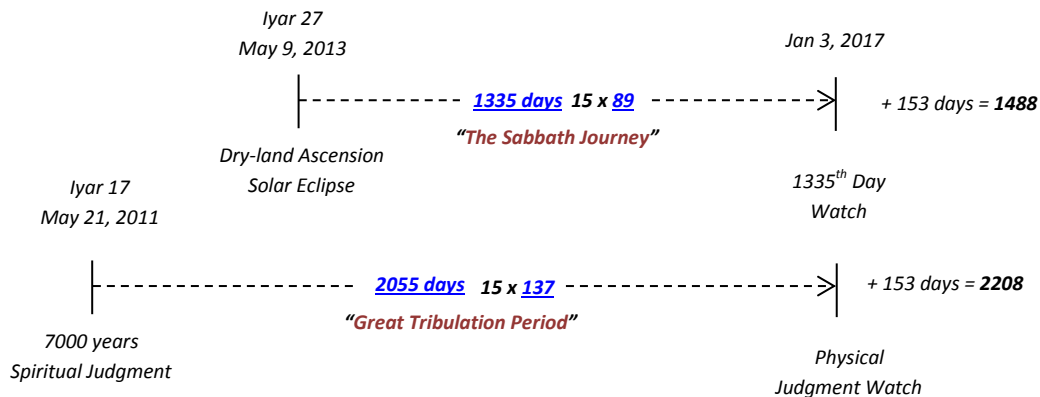 Iyar 27
May 9, 2013
Jan 3, 2017
1335 days 15 x 89
+ 153 days = 1488
“The Sabbath Journey”
Dry-land Ascension
Solar Eclipse
1335th Day
Watch
Iyar 17
May 21, 2011
2055 days 15 x 137
+ 153 days = 2208
“Great Tribulation Period”
7000 years
Spiritual Judgment
Physical
Judgment Watch